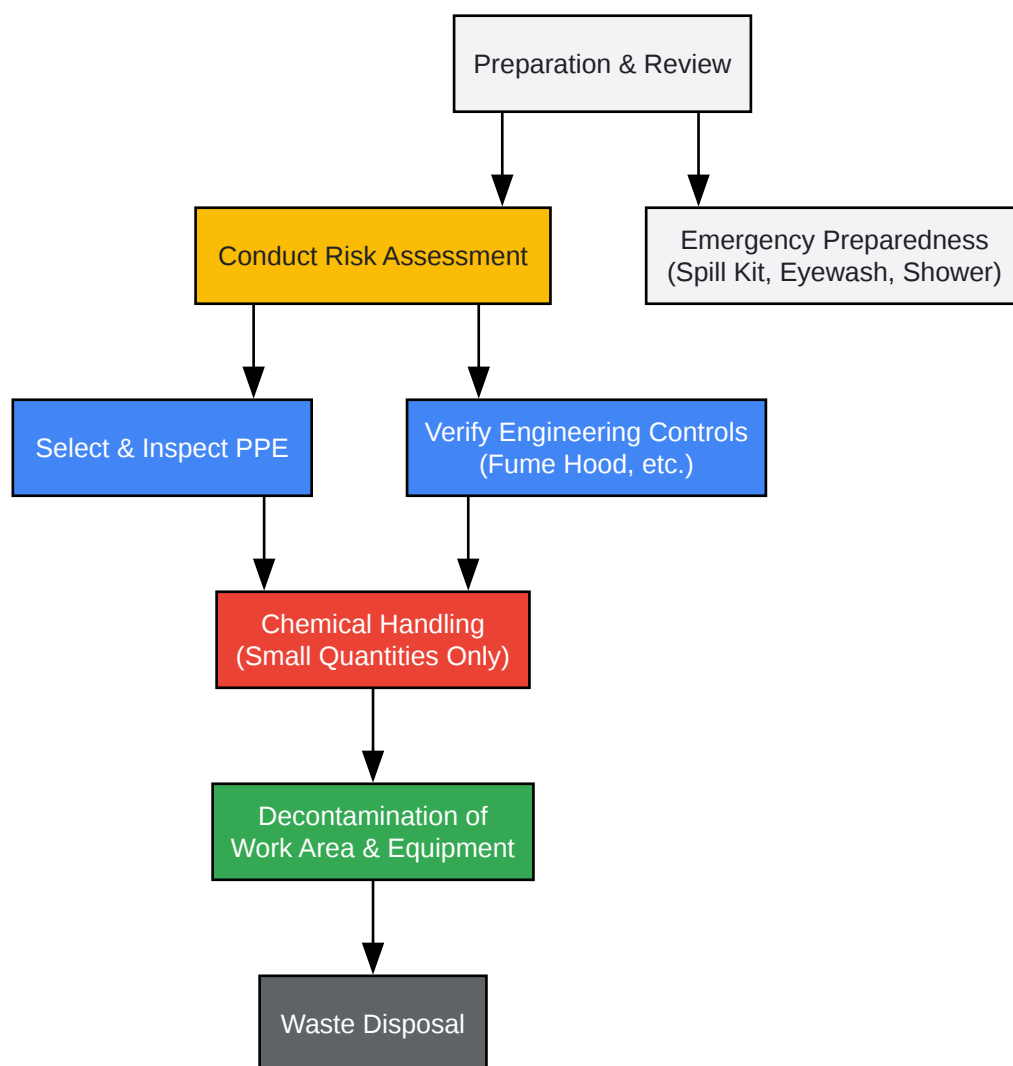 Preparation & Review
Conduct Risk Assessment
Emergency Preparedness
(Spill Kit, Eyewash, Shower)
Select & Inspect PPE
Verify Engineering Controls
(Fume Hood, etc.)
Chemical Handling
(Small Quantities Only)
Decontamination of
Work Area & Equipment
Waste Disposal